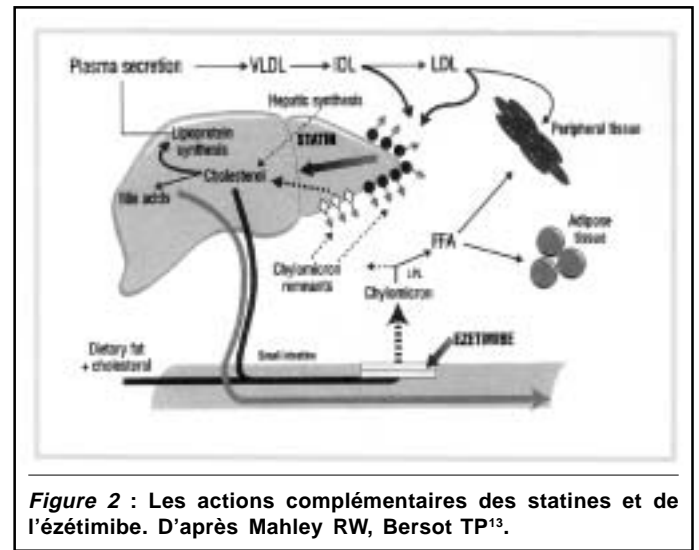 Plasma secretion VLDL IDL LDL
Hepatic synthesis
Lipoprotein
synthesis
STATIN
Peripheral tissue
Cholesterol
Bile acids
Adipose
tissue
FFA
Chylomicron
remnants
LPL
Chylomicron
Dietary fat
+ cholesterol
Small intestine
EZETIMIBE
Figure 2 : Les actions complémentaires des statines et de
l'ézétimibe. D'après Mahley RW, Bersot TP¹³.